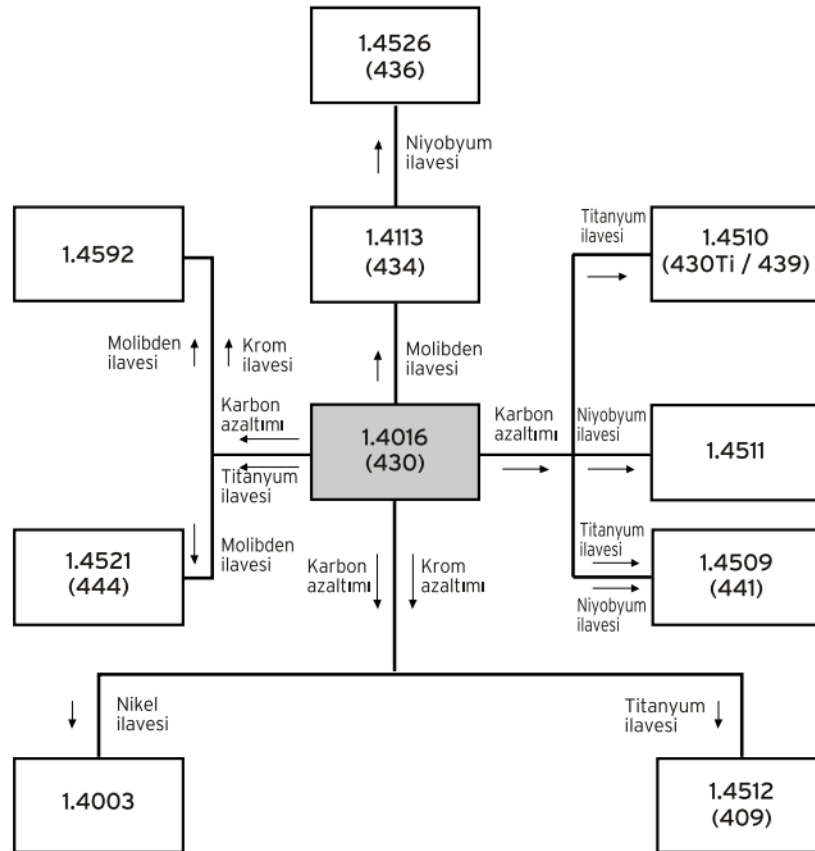 1.4526
(436)
Niyobyum
ilavesi
1.4592
1.4113
(434)
Titanyum
ilavesi
1.4510
(430Ti / 439)
Molibden
ilavesi
Krom
ilavesi
Molibden
ilavesi
Karbon
azaltımı
Titanyum
ilavesi
1.4016
(430)
Karbon
azaltımı
Niyobyum
ilavesi
1.4511
1.4521
(444)
Molibden
ilavesi
Karbon
azaltımı
Krom
azaltımı
Titanyum
ilavesi
Niyobyum
ilavesi
1.4509
(441)
Nikel
ilavesi
Titanyum
ilavesi
1.4003
1.4512
(409)